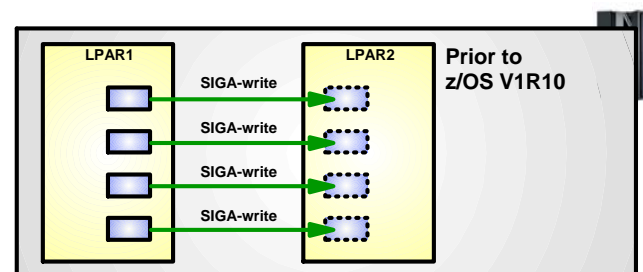 LPAR1
LPAR2
Prior to
z/OS V1R10
SIGA-write
SIGA-write
SIGA-write
SIGA-write